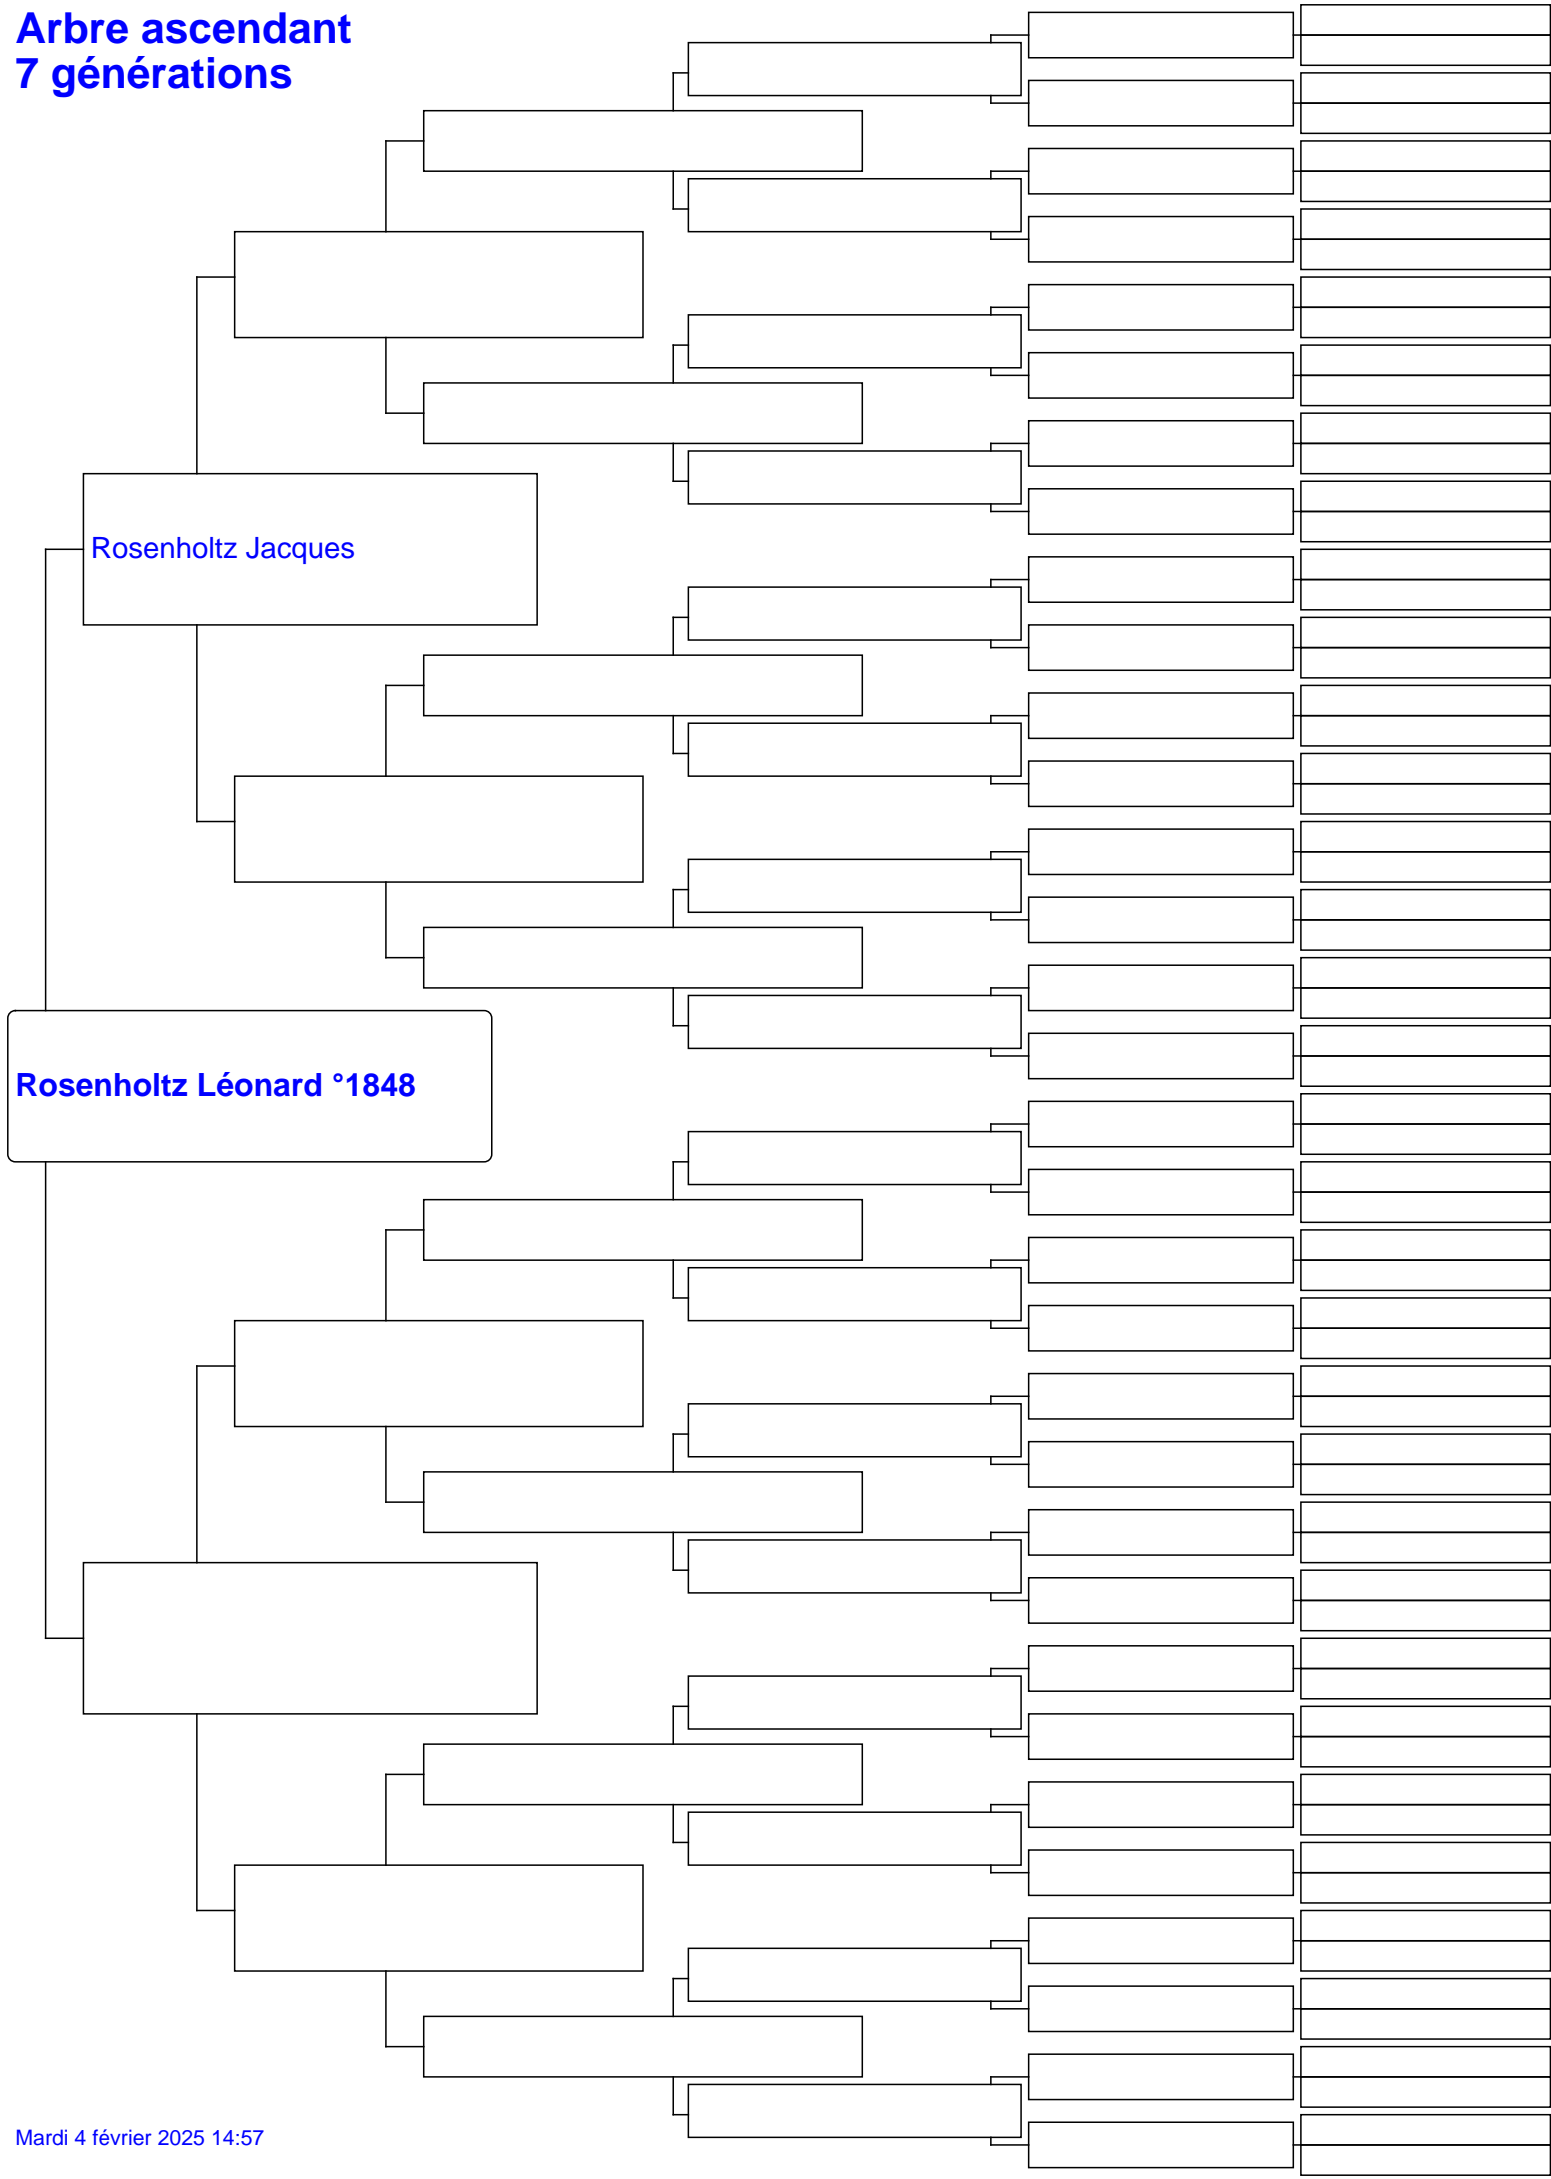 Arbre ascendant
7 générations
Rosenholtz Jacques
Rosenholtz Léonard °1848
Mardi 4 février 2025 14:57